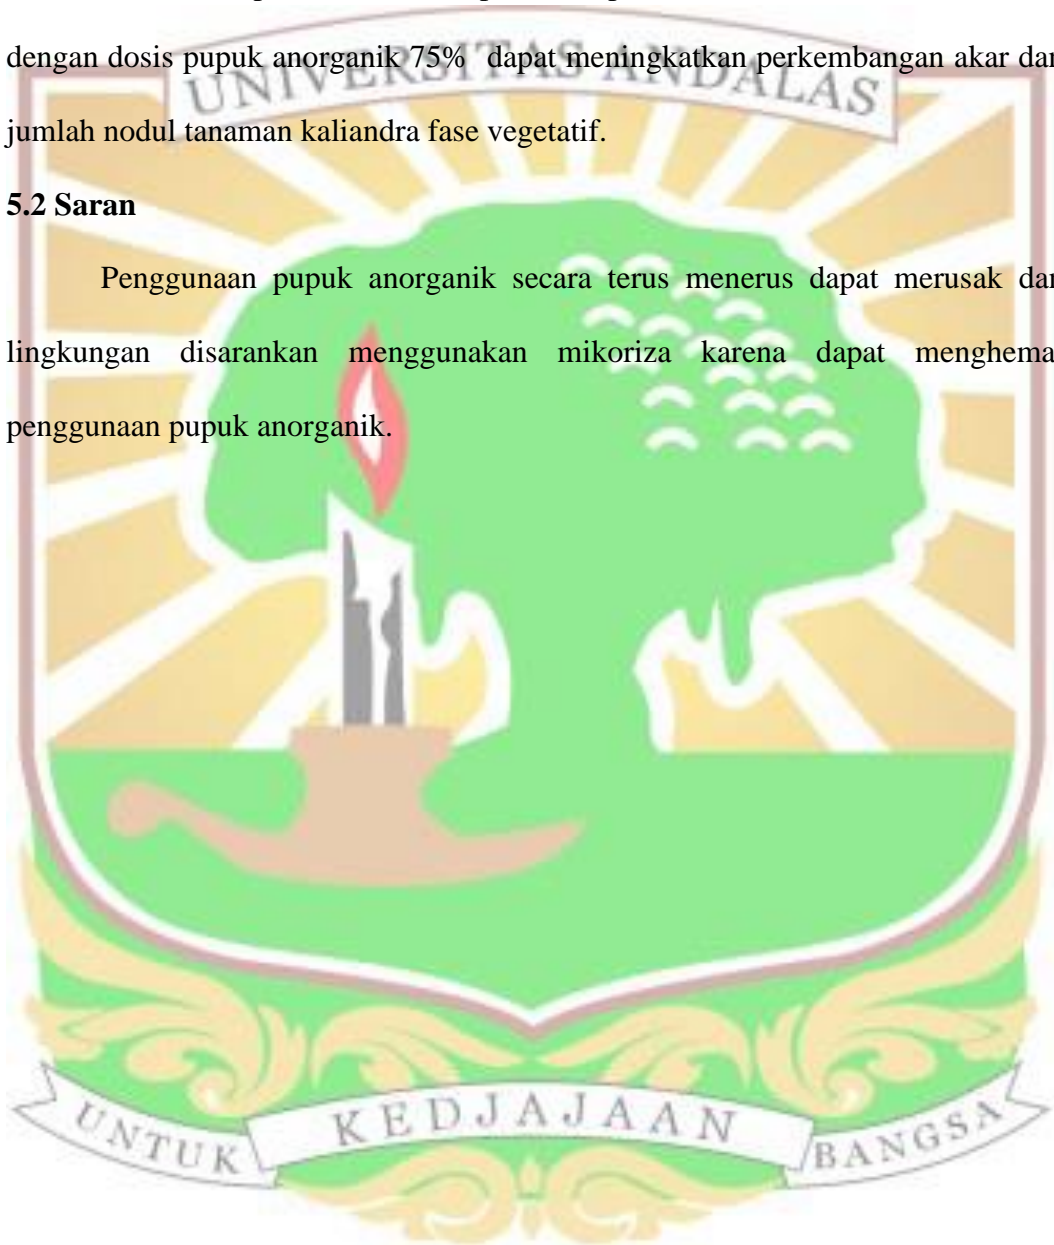 dengan dosis pupuk anorganik 75% dapat meningkatkan perkembangan akar dan
UNIVERSITAS ANDALAS
jumlah nodul tanaman kaliandra fase vegetatif.
5.2 Saran
Penggunaan pupuk anorganik secara terus menerus dapat merusak dan
lingkungan disarankan menggunakan mikoriza karena dapat menghema
penggunaan pupuk anorganik.
UNTUK KEDJAJAAN BANGSA